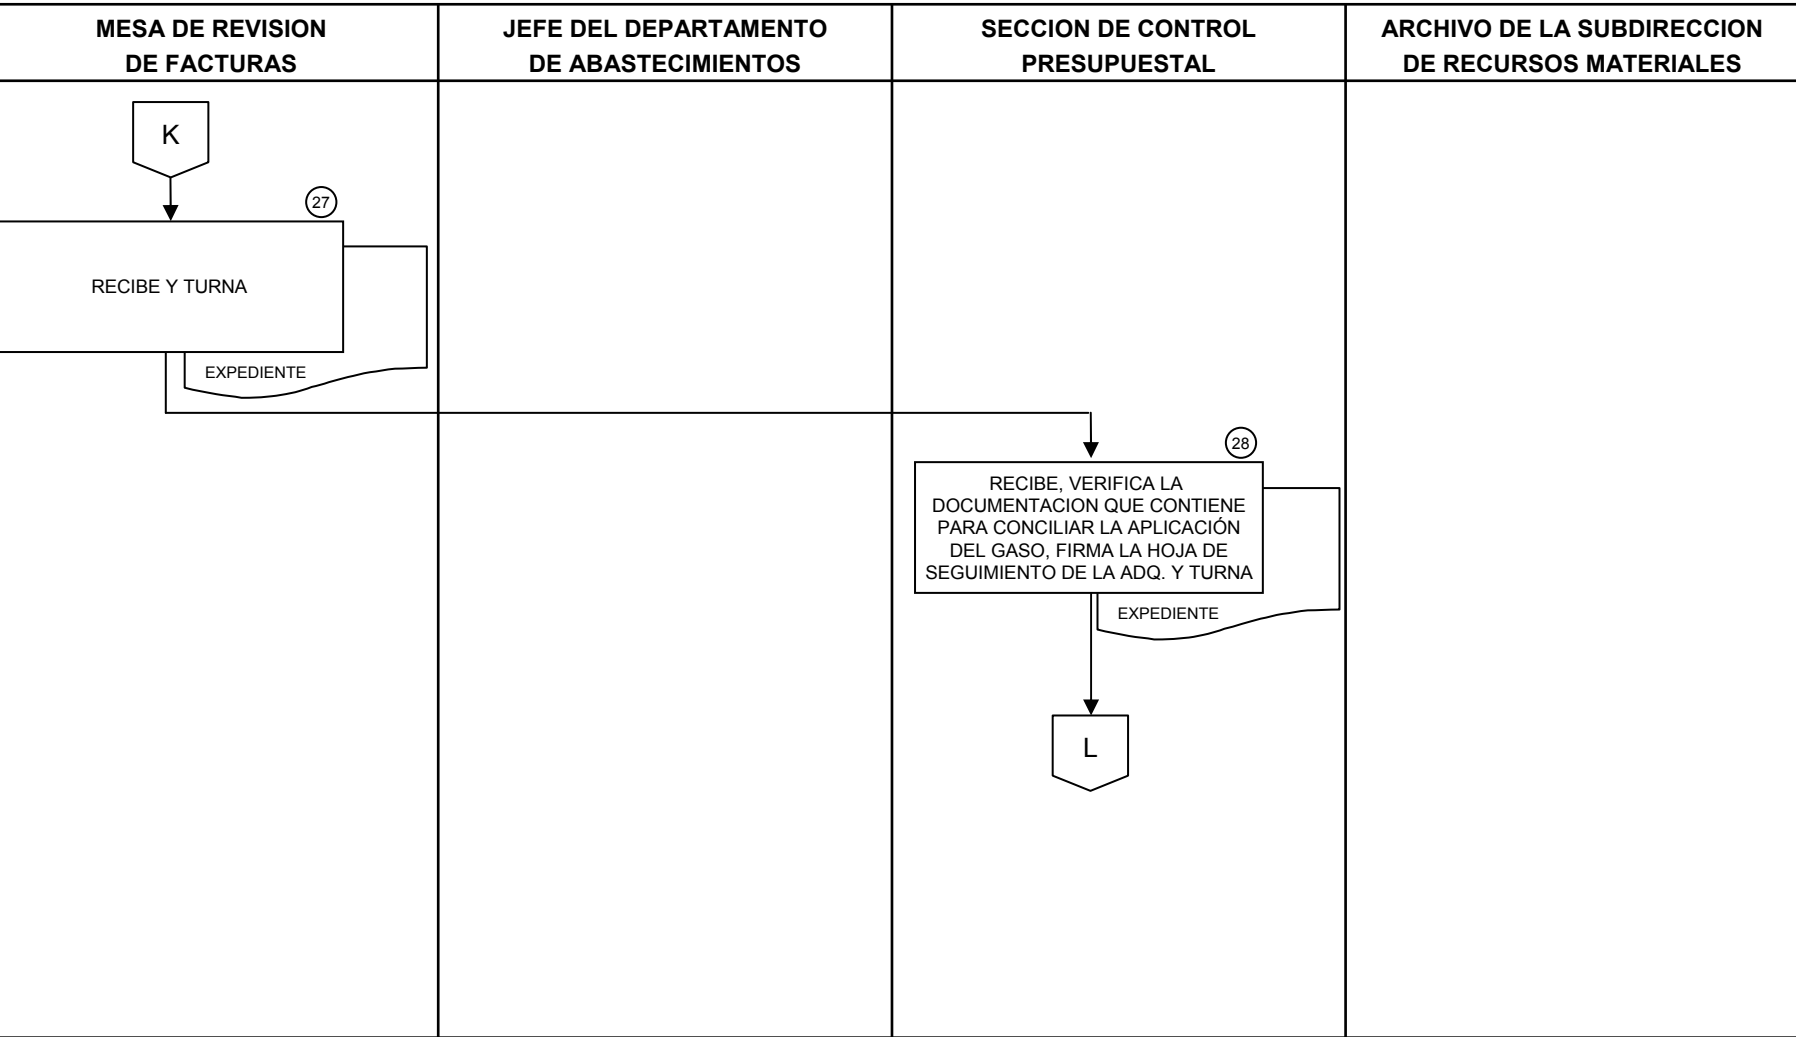 MESA DE REVISION
DE FACTURAS
JEFE DEL DEPARTAMENTO
DE ABASTECIMIENTOS
SECCION DE CONTROL
PRESUPUESTAL
ARCHIVO DE LA SUBDIRECCION
DE RECURSOS MATERIALES
K
27
RECIBE Y TURNA
EXPEDIENTE
28
RECIBE, VERIFICA LA
DOCUMENTACION QUE CONTIENE
PARA CONCILIAR LA APLICACIÓN
DEL GASO, FIRMA LA HOJA DE
SEGUIMIENTO DE LA ADQ. Y TURNA
EXPEDIENTE
L